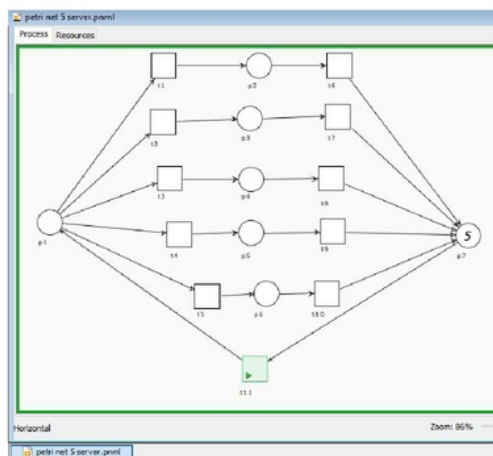 petri net 5 server.pnml
Process Resources
t1 p2 t6
t2 p3 t7
t3 p4 t8
p1 t4 p5 t9 5 p7
t5 p6 t10
t11
Horizontal Zoom: 86%
petri net 5 server.pnml